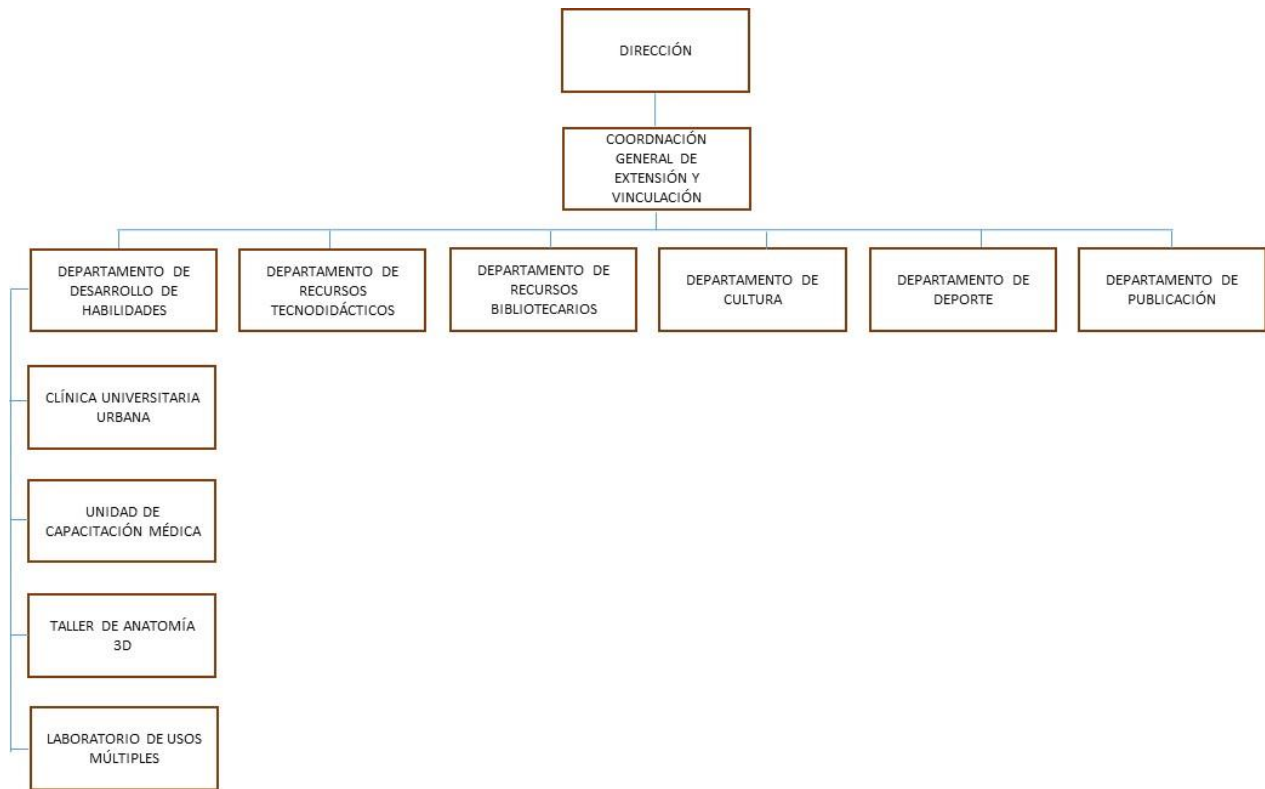 DIRECCIÓN
COORDNACIÓN
GENERAL DE
EXTENSIÓN Y
VINCULACIÓN
DEPARTAMENTO DE
DESARROLLO DE
HABILIDADES
DEPARTAMENTO DE
RECURSOS
TECNODIDÁCTICOS
DEPARTAMENTO DE
RECURSOS
BIBLIOTECARIOS
DEPARTAMENTO DE
CULTURA
DEPARTAMENTO DE
DEPORTE
DEPARTAMENTO DE
PUBLICACIÓN
CLÍNICA UNIVERSITARIA
URBANA
UNIDAD DE
CAPACITACIÓN MÉDICA
TALLER DE ANATOMÍA
3D
LABORATORIO DE USOS
MÚLTIPLES